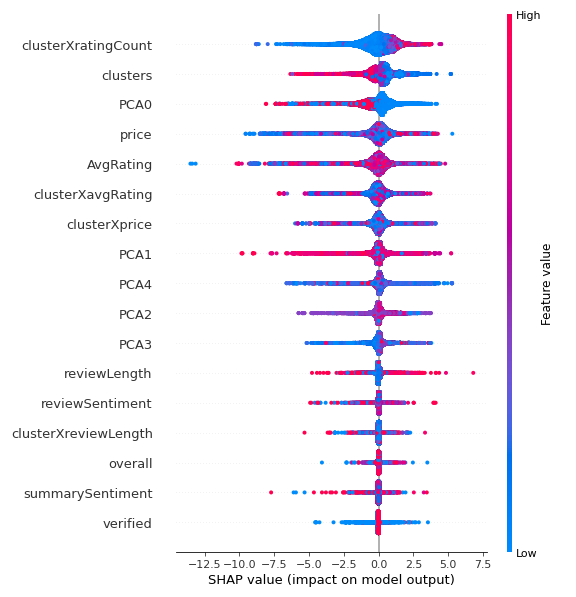 High
clusterXratingCount
clusters
PCA0
price
AvgRating
clusterXavgRating
clusterXprice
PCA1
PCA4
PCA2
PCA3
reviewLength
reviewSentiment
clusterXreviewLength
overall
summarySentiment
verified
Feature value
Low
−12.5 −10.0 −7.5 −5.0 −2.5 0.0 2.5 5.0 7.5
SHAP value (impact on model output)